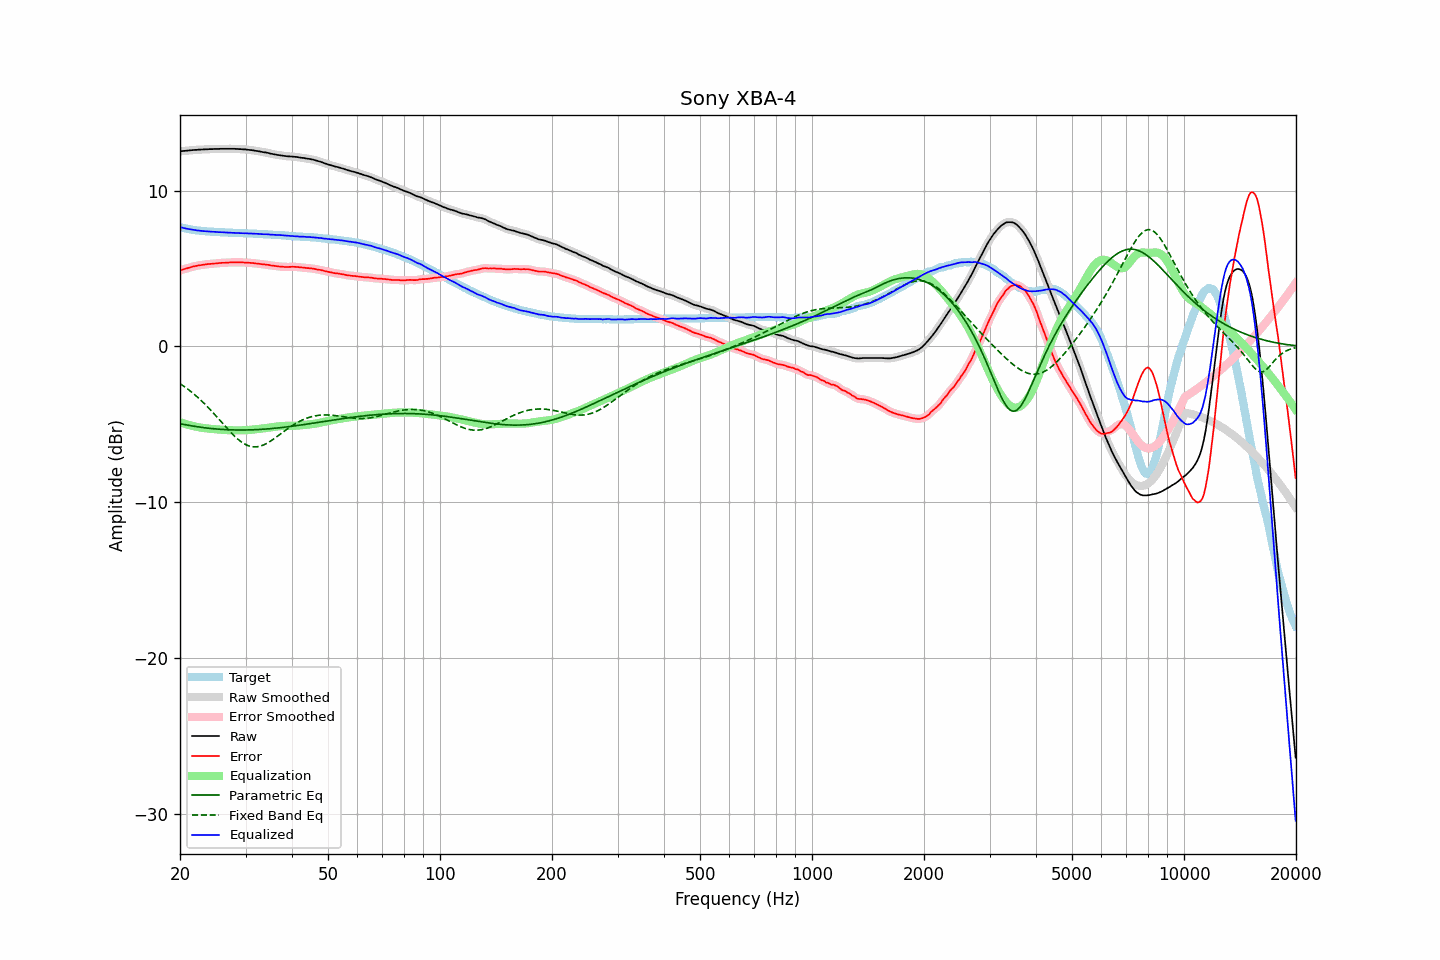 Sony XBA-4
10
0
−10
−20
−30
Amplitude (dBr)
Target
Raw Smoothed
Error Smoothed
Raw
Error
Equalization
Parametric Eq
Fixed Band Eq
Equalized
20 50 100 200 500 1000 2000 5000 10000 20000
Frequency (Hz)